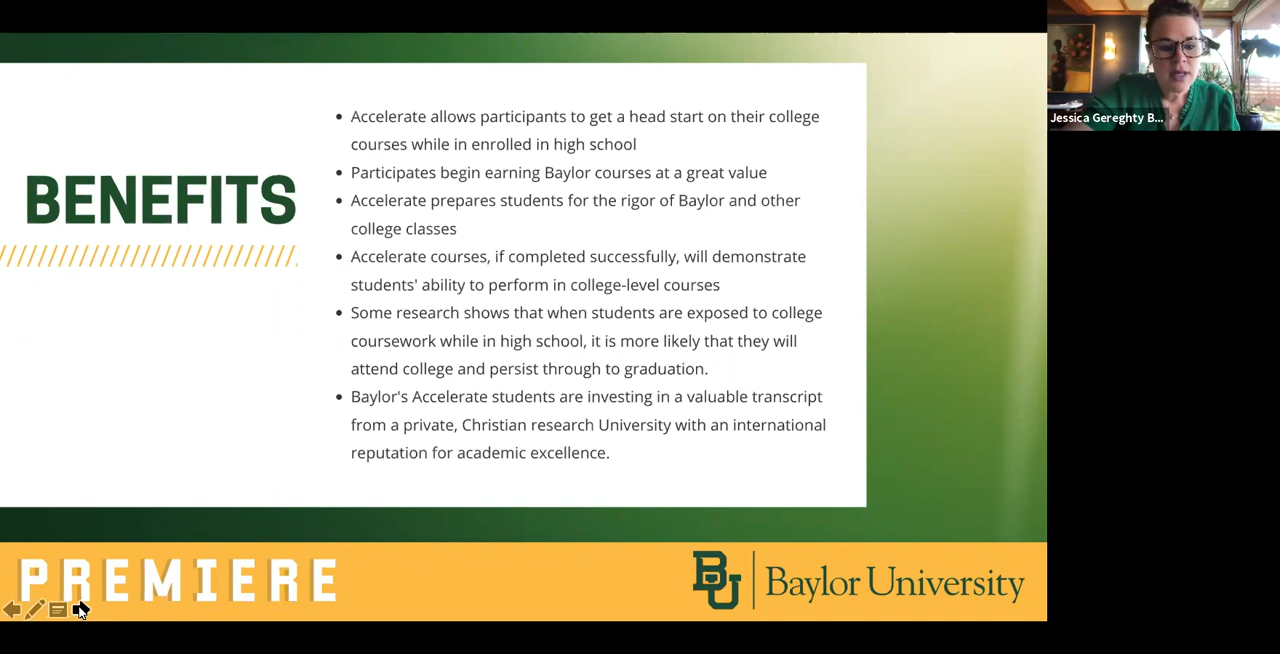 BENEFITS
Accelerate allows participants to get a head start on their college
courses while in enrolled in high school
Participates begin earning Baylor courses at a great value
Accelerate prepares students for the rigor of Baylor and other
college classes
Accelerate courses, if completed successfully, will demonstrate
students' ability to perform in college-level courses
Some research shows that when students are exposed to college
coursework while in high school, it is more likely that they will
attend college and persist through to graduation.
Baylor's Accelerate students are investing in a valuable transcript
from a private, Christian research University with an international
reputation for academic excellence.
Jessica Gereghty B...
PREMIERE
BU Baylor University